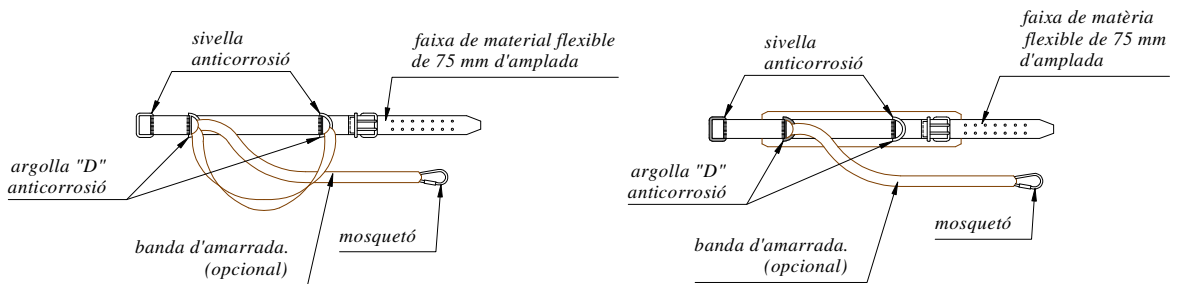 sivella
anticorrosió
faixa de material flexible
de 75 mm d'amplada
argolla "D"
anticorrosió
banda d'amarrada.
(opcional)
mosquetó
sivella
anticorrosió
faixa de matèria
flexible de 75 mm
d'amplada
argolla "D"
anticorrosió
banda d'amarrada.
(opcional)
mosquetó